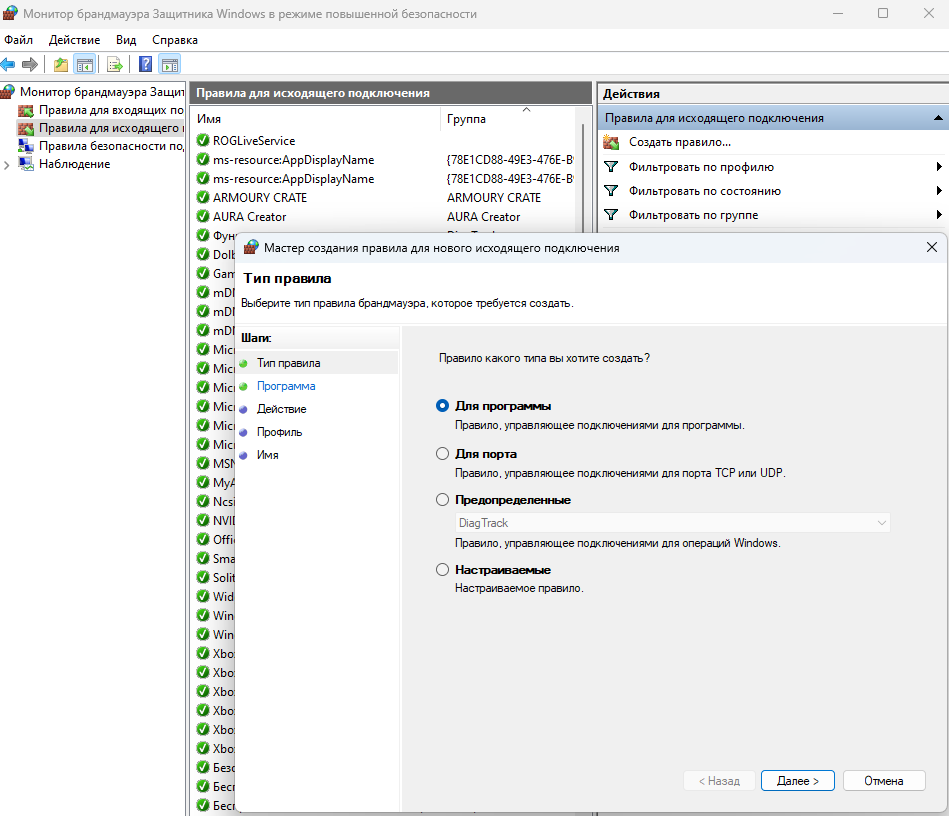 Монитор брандмауэра Защитника Windows в режиме повышенной безопасности
Файл Действие Вид Справка
Монитор брандмауэра Защит
Правила для входящих по
Правила для исходящего
Правила безопасности по
Наблюдение
Правила для исходящего подключения
Имя Группа
ROGLiveService
ms-resource:AppDisplayName {78E1CD88-49E3-476E-B
ms-resource:AppDisplayName {78E1CD88-49E3-476E-B
ARMOURY CRATE ARMOURY CRATE
AURA Creator AURA Creator
Фун
Dolb
Gam
mDN
mDN
mDN
Micr
Micr
Micr
Micr
Micr
Micr
MSN
MyA
Ncsi
NVID
Offi
Sma
Solit
Wid
Win
Win
Xbo
Xbo
Xbo
Xbo
Xbo
Xbo
Безо
Бесп
Бесп
Действия
Правила для исходящего подключения
Создать правило...
Фильтровать по профилю
Фильтровать по состоянию
Фильтровать по группе
Мастер создания правила для нового исходящего подключения
Тип правила
Выберите тип правила брандмауэра, которое требуется создать.
Шаги:
Тип правила
Программа
Действие
Профиль
Имя
Правило какого типа вы хотите создать?
Для программы
Правило, управляющее подключениями для программы.
Для порта
Правило, управляющее подключениями для порта TCP или UDP.
Предопределенные
DiagTrack
Правило, управляющее подключениями для операций Windows.
Настраиваемые
Настраиваемое правило.
< Назад Далее > Отмена